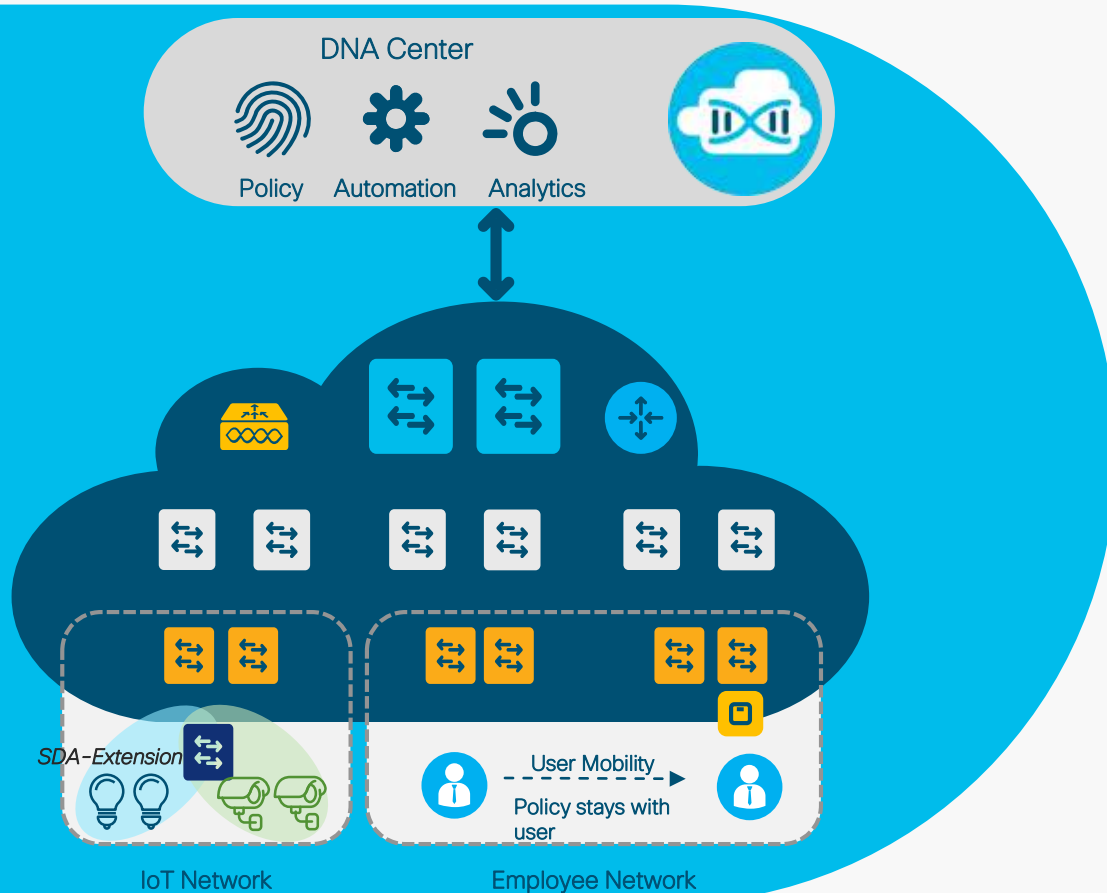 DNA Center
Policy Automation Analytics
SDA-Extension
User Mobility
Policy stays with
user
IoT Network
Employee Network